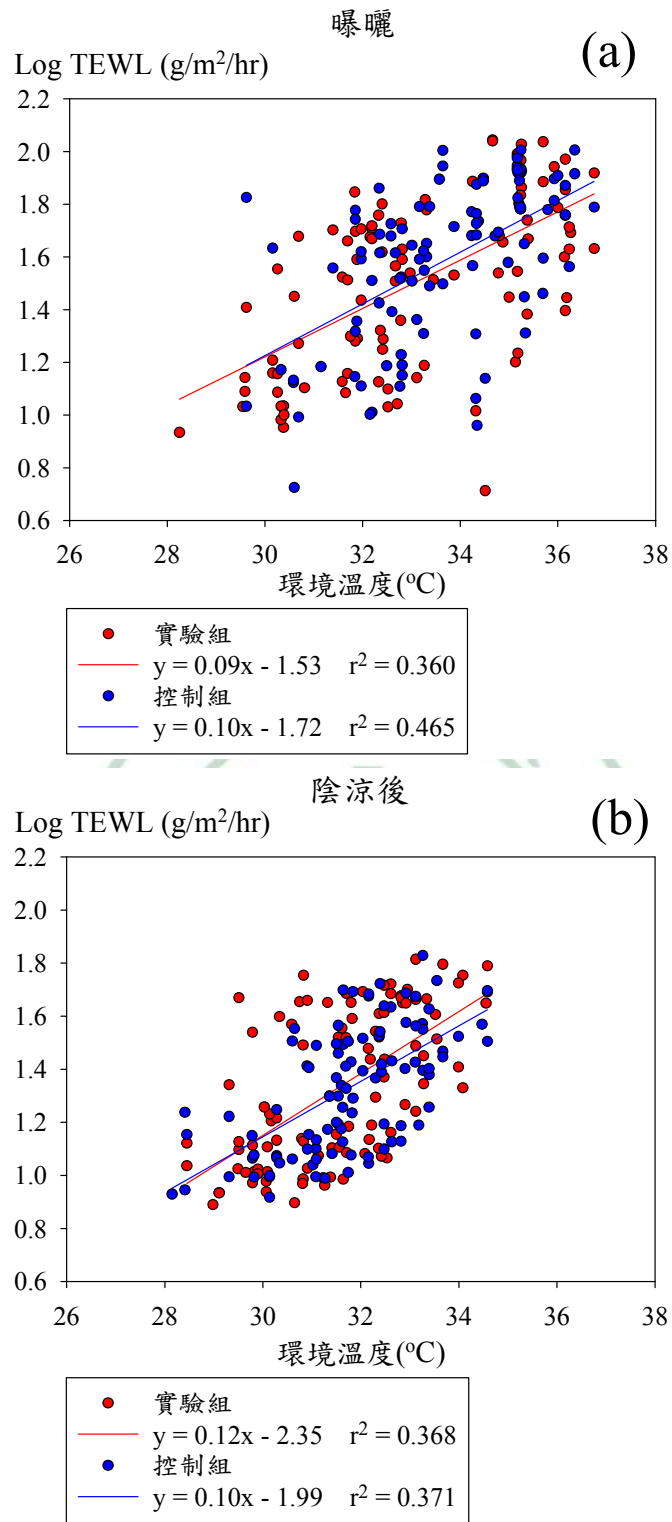 曝曬
(a)
Log TEWL (g/m²/hr)
2.2
2.0
1.8
1.6
1.4
1.2
1.0
0.8
0.6
26 28 30 32 34 36 38
環境溫度(°C)
實驗組
y = 0.09x - 1.53 r² = 0.360
控制組
y = 0.10x - 1.72 r² = 0.465
陰涼後
(b)
Log TEWL (g/m²/hr)
2.2
2.0
1.8
1.6
1.4
1.2
1.0
0.8
0.6
26 28 30 32 34 36 38
環境溫度(°C)
實驗組
y = 0.12x - 2.35 r² = 0.368
控制組
y = 0.10x - 1.99 r² = 0.371